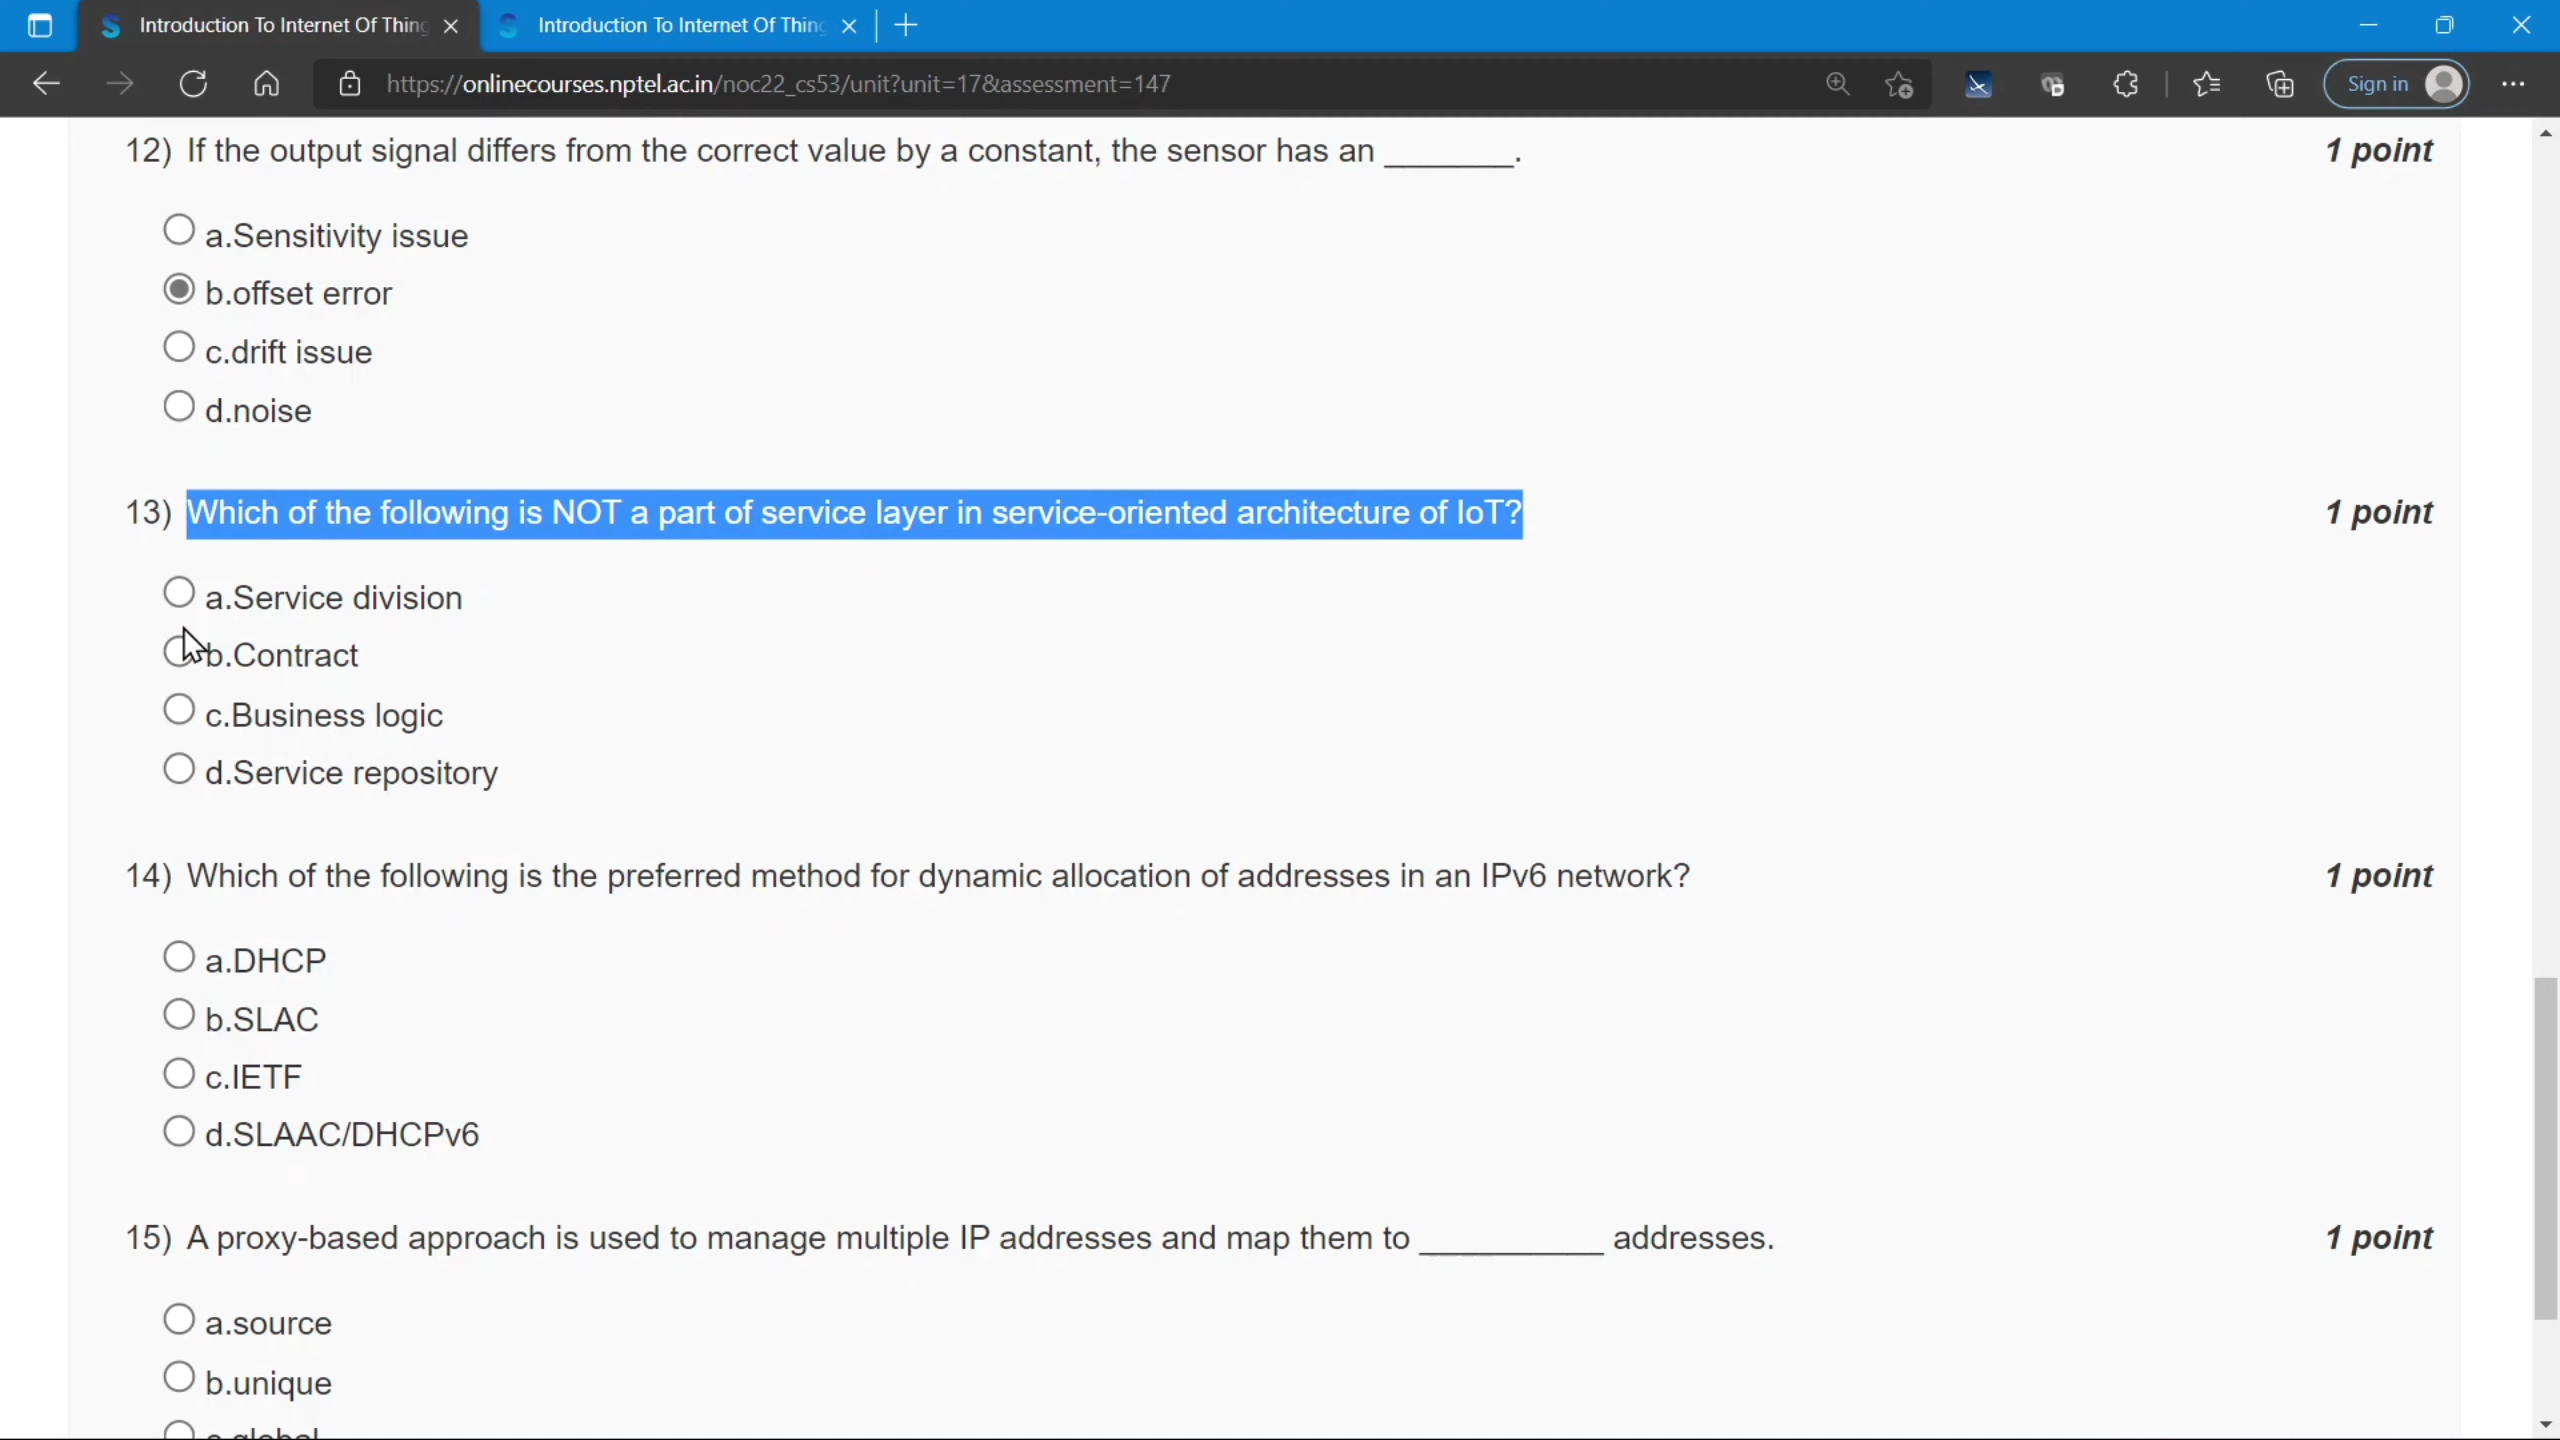 Introduction To Internet Of Thing
Introduction To Internet Of Thing
https://onlinecourses.nptel.ac.in/noc22_cs53/unit?unit=17&assessment=147
Sign in
12) If the output signal differs from the correct value by a constant, the sensor has an _______. 1 point
a.Sensitivity issue
b.offset error
c.drift issue
d.noise
13) Which of the following is NOT a part of service layer in service-oriented architecture of IoT? 1 point
a.Service division
b.Contract
c.Business logic
d.Service repository
14) Which of the following is the preferred method for dynamic allocation of addresses in an IPv6 network? 1 point
a.DHCP
b.SLAC
c.IETF
d.SLAAC/DHCPv6
15) A proxy-based approach is used to manage multiple IP addresses and map them to __________ addresses. 1 point
a.source
b.unique
c.global